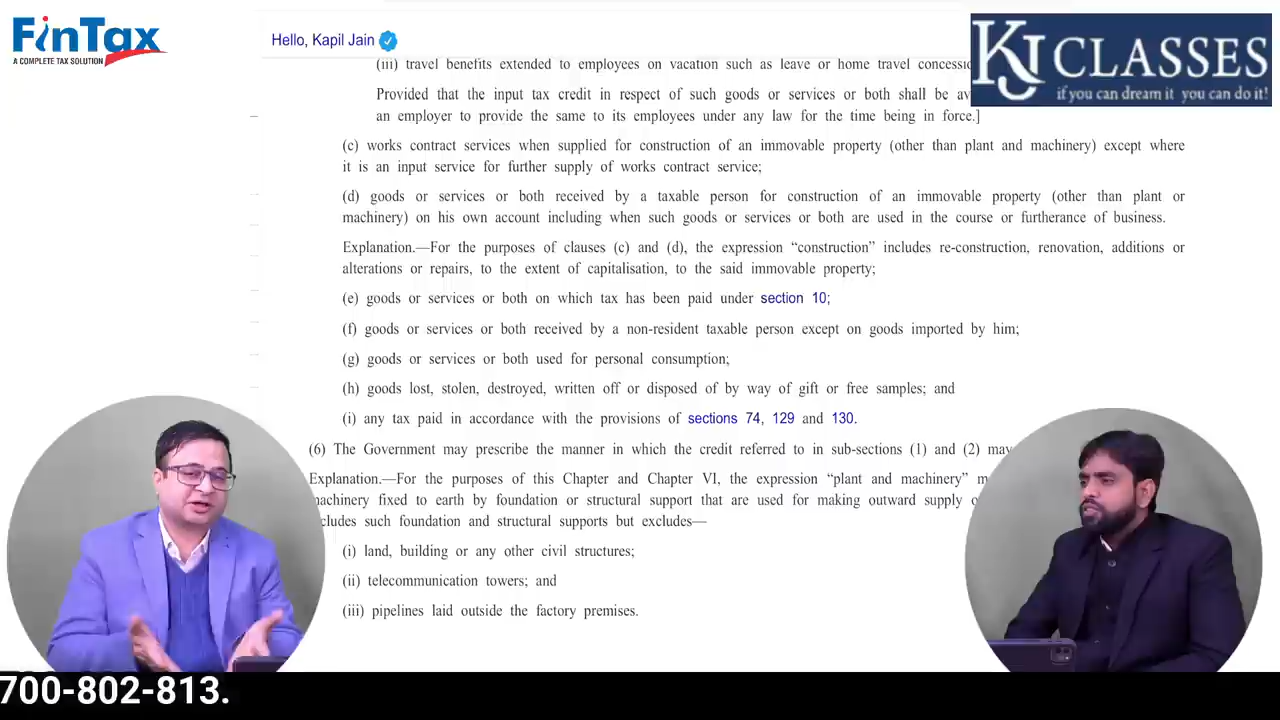 FinTax
A COMPLETE TAX SOLUTION
Hello, Kapil Jain
KJ CLASSES
if you can dream it you can do it!
(iii) travel benefits extended to employees on vacation such as leave or home travel
Provided that the input tax credit in respect of such goods or services or both shall be
an employer to provide the same to its employees under any law for the time being in force.]
(c) works contract services when supplied for construction of an immovable property (other than plant and machinery) except where
it is an input service for further supply of works contract service;
(d) goods or services or both received by a taxable person for construction of an immovable property (other than plant or
machinery) on his own account including when such goods or services or both are used in the course or furtherance of business.
Explanation.—For the purposes of clauses (c) and (d), the expression “construction” includes re-construction, renovation, additions or
alterations or repairs, to the extent of capitalisation, to the said immovable property;
(e) goods or services or both on which tax has been paid under section 10;
(f) goods or services or both received by a non-resident taxable person except on goods imported by him;
(g) goods or services or both used for personal consumption;
(h) goods lost, stolen, destroyed, written off or disposed of by way of gift or free samples; and
(i) any tax paid in accordance with the provisions of sections 74, 129 and 130.
(6) The Government may prescribe the manner in which the credit referred to in sub-sections (1) and (2) may
Explanation.—For the purposes of this Chapter and Chapter VI, the expression “plant and machinery”
machinery fixed to earth by foundation or structural support that are used for making outward supply
such foundation and structural supports but excludes—
(i) land, building or any other civil structures;
(ii) telecommunication towers; and
(iii) pipelines laid outside the factory premises.
700-802-813.